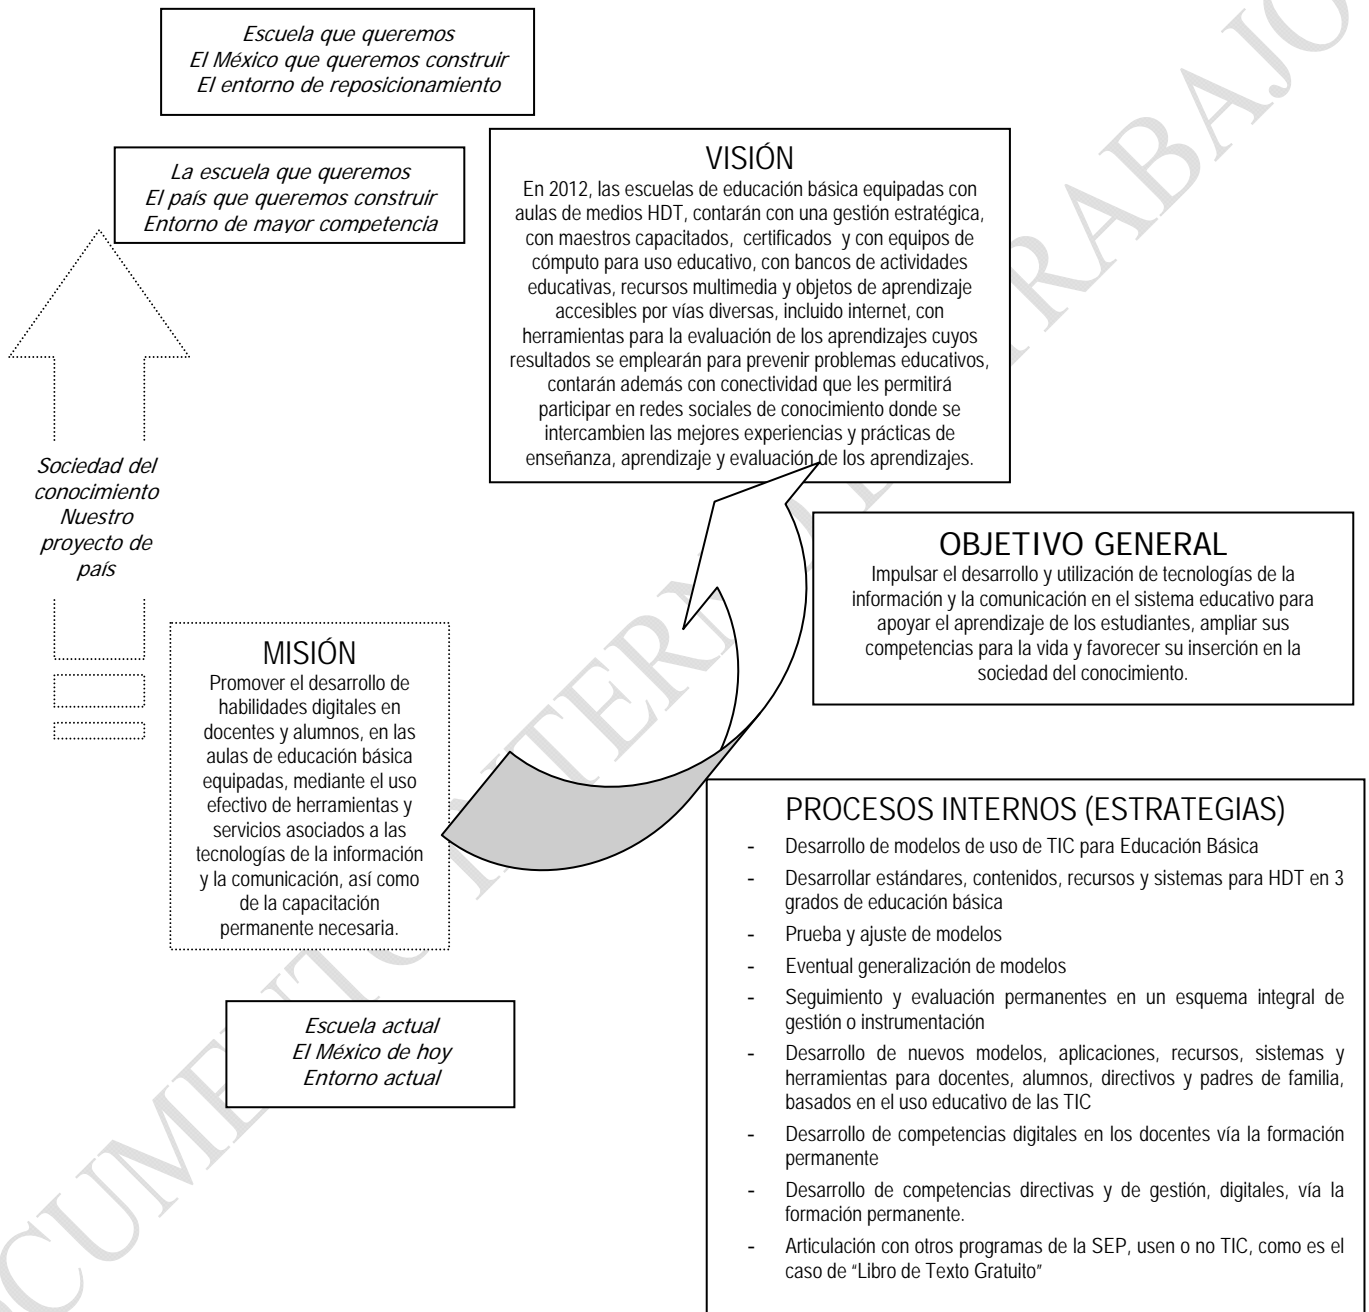 Escuela que queremos
El México que queremos construir
El entorno de reposicionamiento
La escuela que queremos
El país que queremos construir
Entorno de mayor competencia
VISIÓN
En 2012, las escuelas de educación básica equipadas con
aulas de medios HDT, contarán con una gestión estratégica,
con maestros capacitados, certificados y con equipos de
cómputo para uso educativo, con bancos de actividades
educativas, recursos multimedia y objetos de aprendizaje
accesibles por vías diversas, incluido internet, con
herramientas para la evaluación de los aprendizajes cuyos
resultados se emplearán para prevenir problemas educativos,
contarán además con conectividad que les permitirá
participar en redes sociales de conocimiento donde se
intercambien las mejores experiencias y prácticas de
enseñanza, aprendizaje y evaluación de los aprendizajes.
Sociedad del
conocimiento
Nuestro
proyecto de
país
OBJETIVO GENERAL
Impulsar el desarrollo y utilización de tecnologías de la
información y la comunicación en el sistema educativo para
apoyar el aprendizaje de los estudiantes, ampliar sus
competencias para la vida y favorecer su inserción en la
sociedad del conocimiento.
MISIÓN
Promover el desarrollo de
habilidades digitales en
docentes y alumnos, en las
aulas de educación básica
equipadas, mediante el uso
efectivo de herramientas y
servicios asociados a las
tecnologías de la información
y la comunicación, así como
de la capacitación
permanente necesaria.
PROCESOS INTERNOS (ESTRATEGIAS)
- Desarrollo de modelos de uso de TIC para Educación Básica
- Desarrollar estándares, contenidos, recursos y sistemas para HDT en 3
grados de educación básica
- Prueba y ajuste de modelos
- Eventual generalización de modelos
- Seguimiento y evaluación permanentes en un esquema integral de
gestión o instrumentación
- Desarrollo de nuevos modelos, aplicaciones, recursos, sistemas y
herramientas para docentes, alumnos, directivos y padres de familia,
basados en el uso educativo de las TIC
- Desarrollo de competencias digitales en los docentes vía la formación
permanente
- Desarrollo de competencias directivas y de gestión, digitales, vía la
formación permanente.
- Articulación con otros programas de la SEP, usen o no TIC, como es el
caso de “Libro de Texto Gratuito”
Escuela actual
El México de hoy
Entorno actual